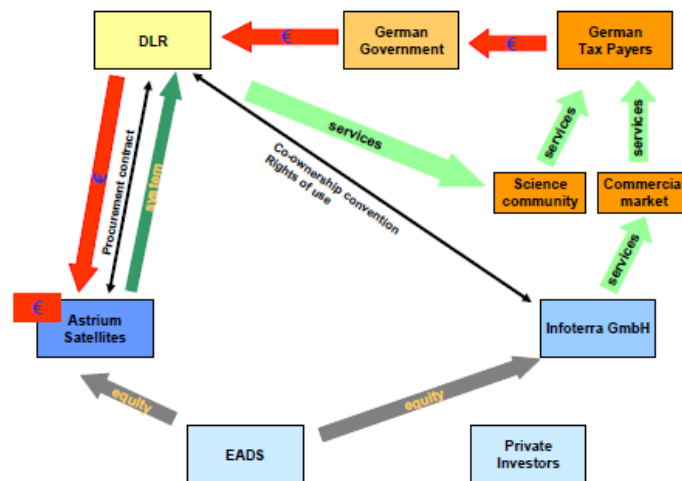 DLR
German
Government
German
Tax Payers
€
€
services
services
services
€
Procurement contract
system
Co-ownership convention
Rights of use
Science
community
Commercial
market
services
€
Astrium
Satellites
Infoterra GmbH
equity
equity
EADS
Private
Investors